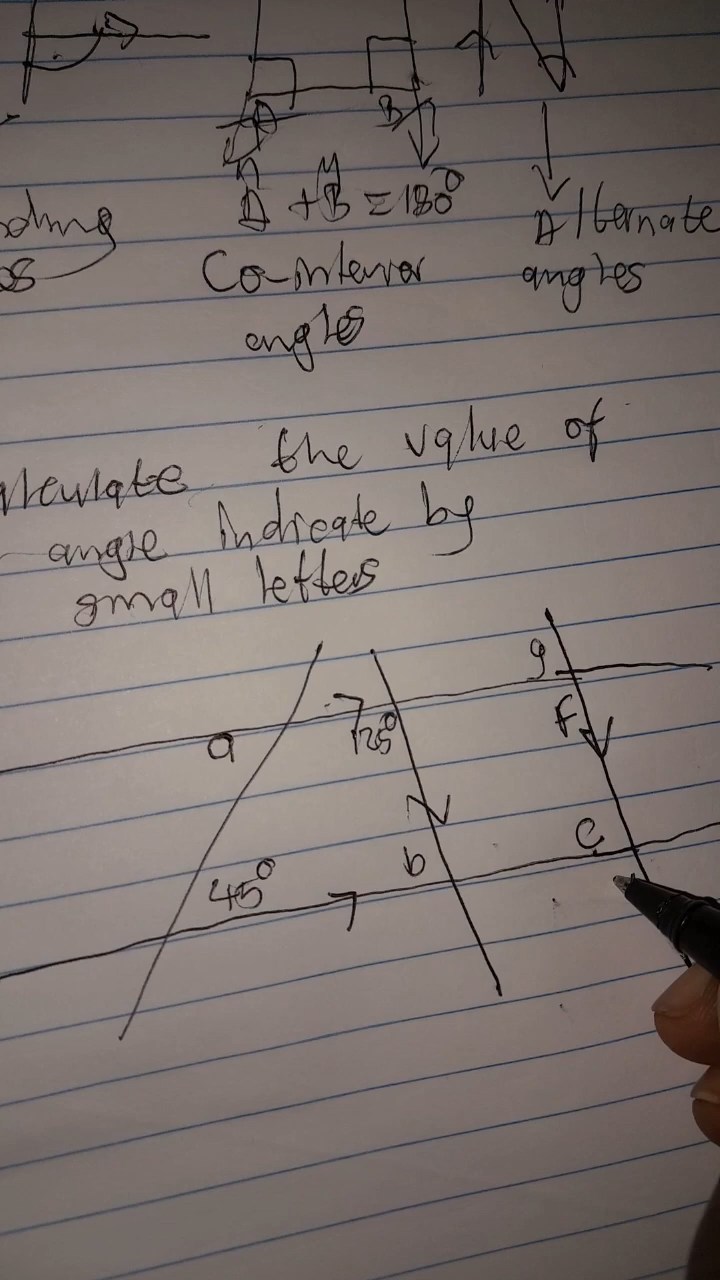 A B
A + B = 180°
Co-interior
angles
Alternate
angles
the value of
angle indicate by
small letters
g
a 125° f
45° b e